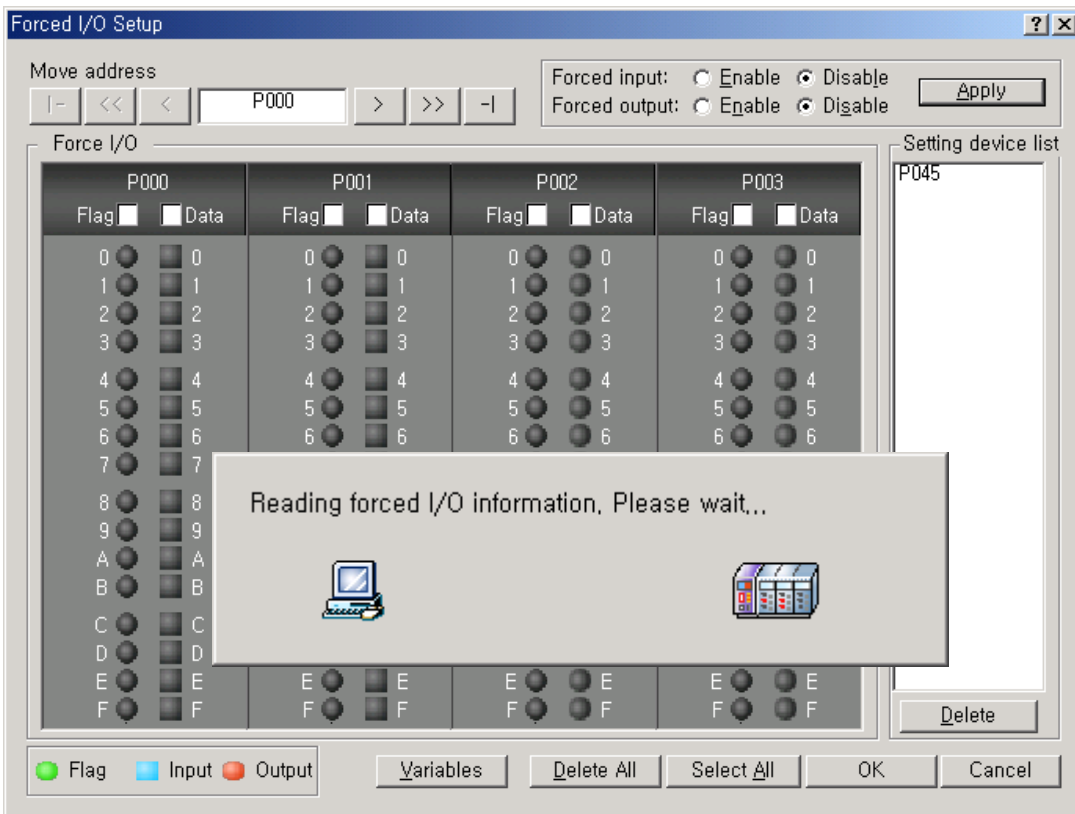 Forced I/O Setup ? ×
Move address
|- << < P000 > >> -|
Forced input: Enable Disable
Forced output: Enable Disable
Apply
Force I/O
P000 P001 P002 P003
Flag Data Flag Data Flag Data Flag Data
0 0 0 0 0 0 0 0
1 1 1 1 1 1 1 1
2 2 2 2 2 2 2 2
3 3 3 3 3 3 3 3
4 4 4 4 4 4 4 4
5 5 5 5 5 5 5 5
6 6 6 6 6 6 6 6
7 7
8 8
9 9
A A
B B
C C
D D
E E E E E E E E
F F F F F F F F
Reading forced I/O information, Please wait...
Setting device list
P045
Delete
Flag Input Output
Variables Delete All Select All OK Cancel